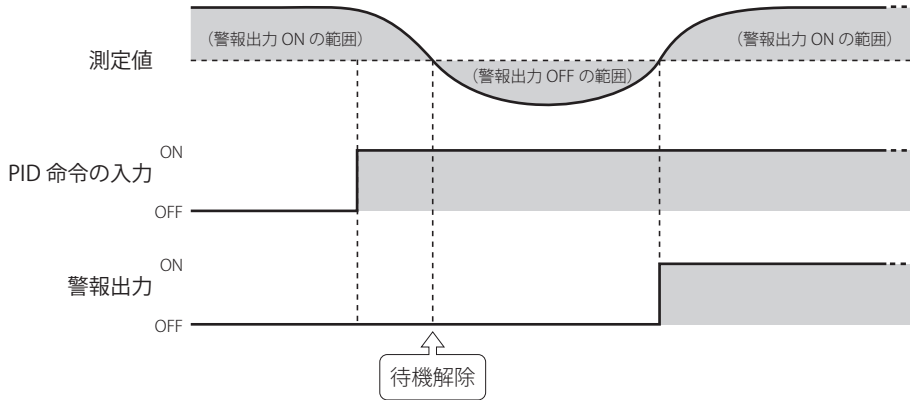 測定値
（警報出力 ON の範囲）
（警報出力 OFF の範囲）
（警報出力 ON の範囲）
PID 命令の入力
ON
OFF
警報出力
ON
OFF
待機解除